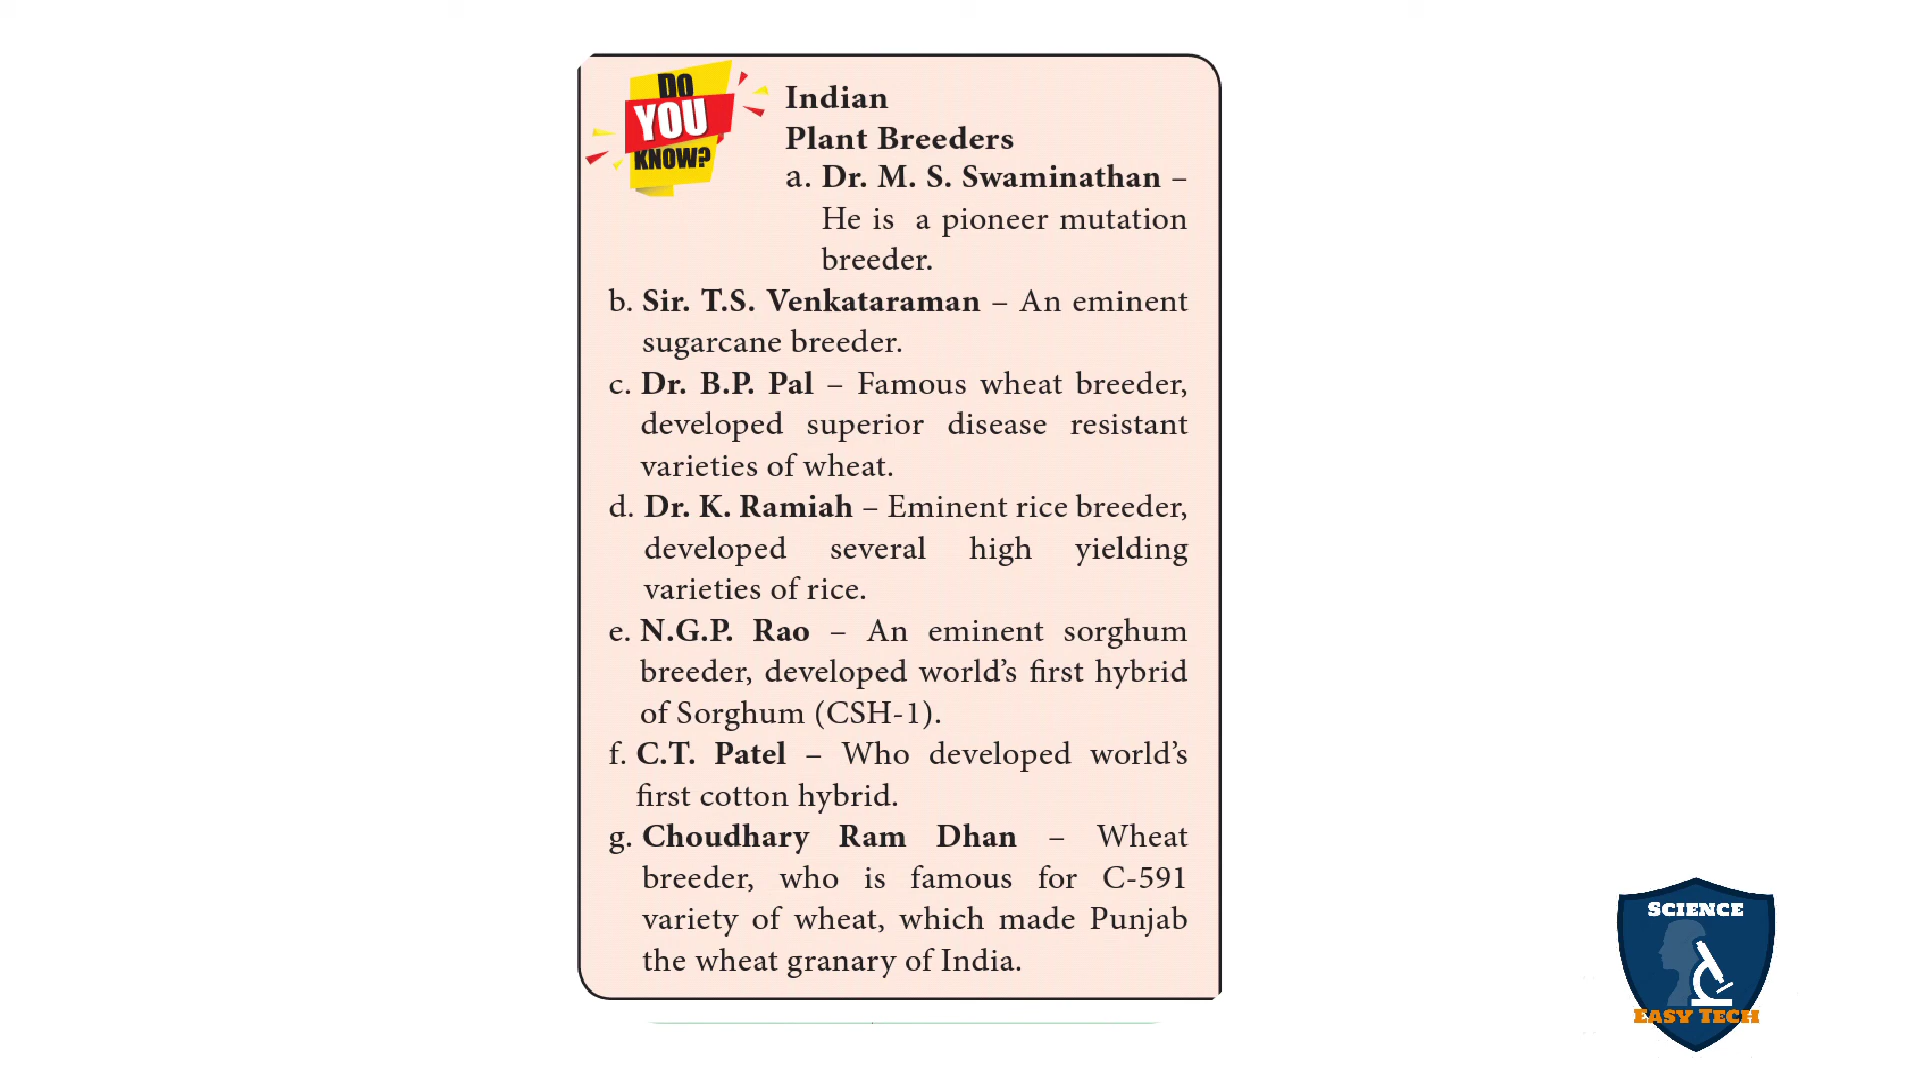 DO
YOU
KNOW?
Indian
Plant Breeders
a. Dr. M. S. Swaminathan –
He is a pioneer mutation
breeder.
b. Sir. T.S. Venkataraman – An eminent
sugarcane breeder.
c. Dr. B.P. Pal – Famous wheat breeder,
developed superior disease resistant
varieties of wheat.
d. Dr. K. Ramiah – Eminent rice breeder,
developed several high yielding
varieties of rice.
e. N.G.P. Rao – An eminent sorghum
breeder, developed world’s first hybrid
of Sorghum (CSH-1).
f. C.T. Patel – Who developed world’s
first cotton hybrid.
g. Choudhary Ram Dhan – Wheat
breeder, who is famous for C-591
variety of wheat, which made Punjab
the wheat granary of India.
SCIENCE
EASY TECH